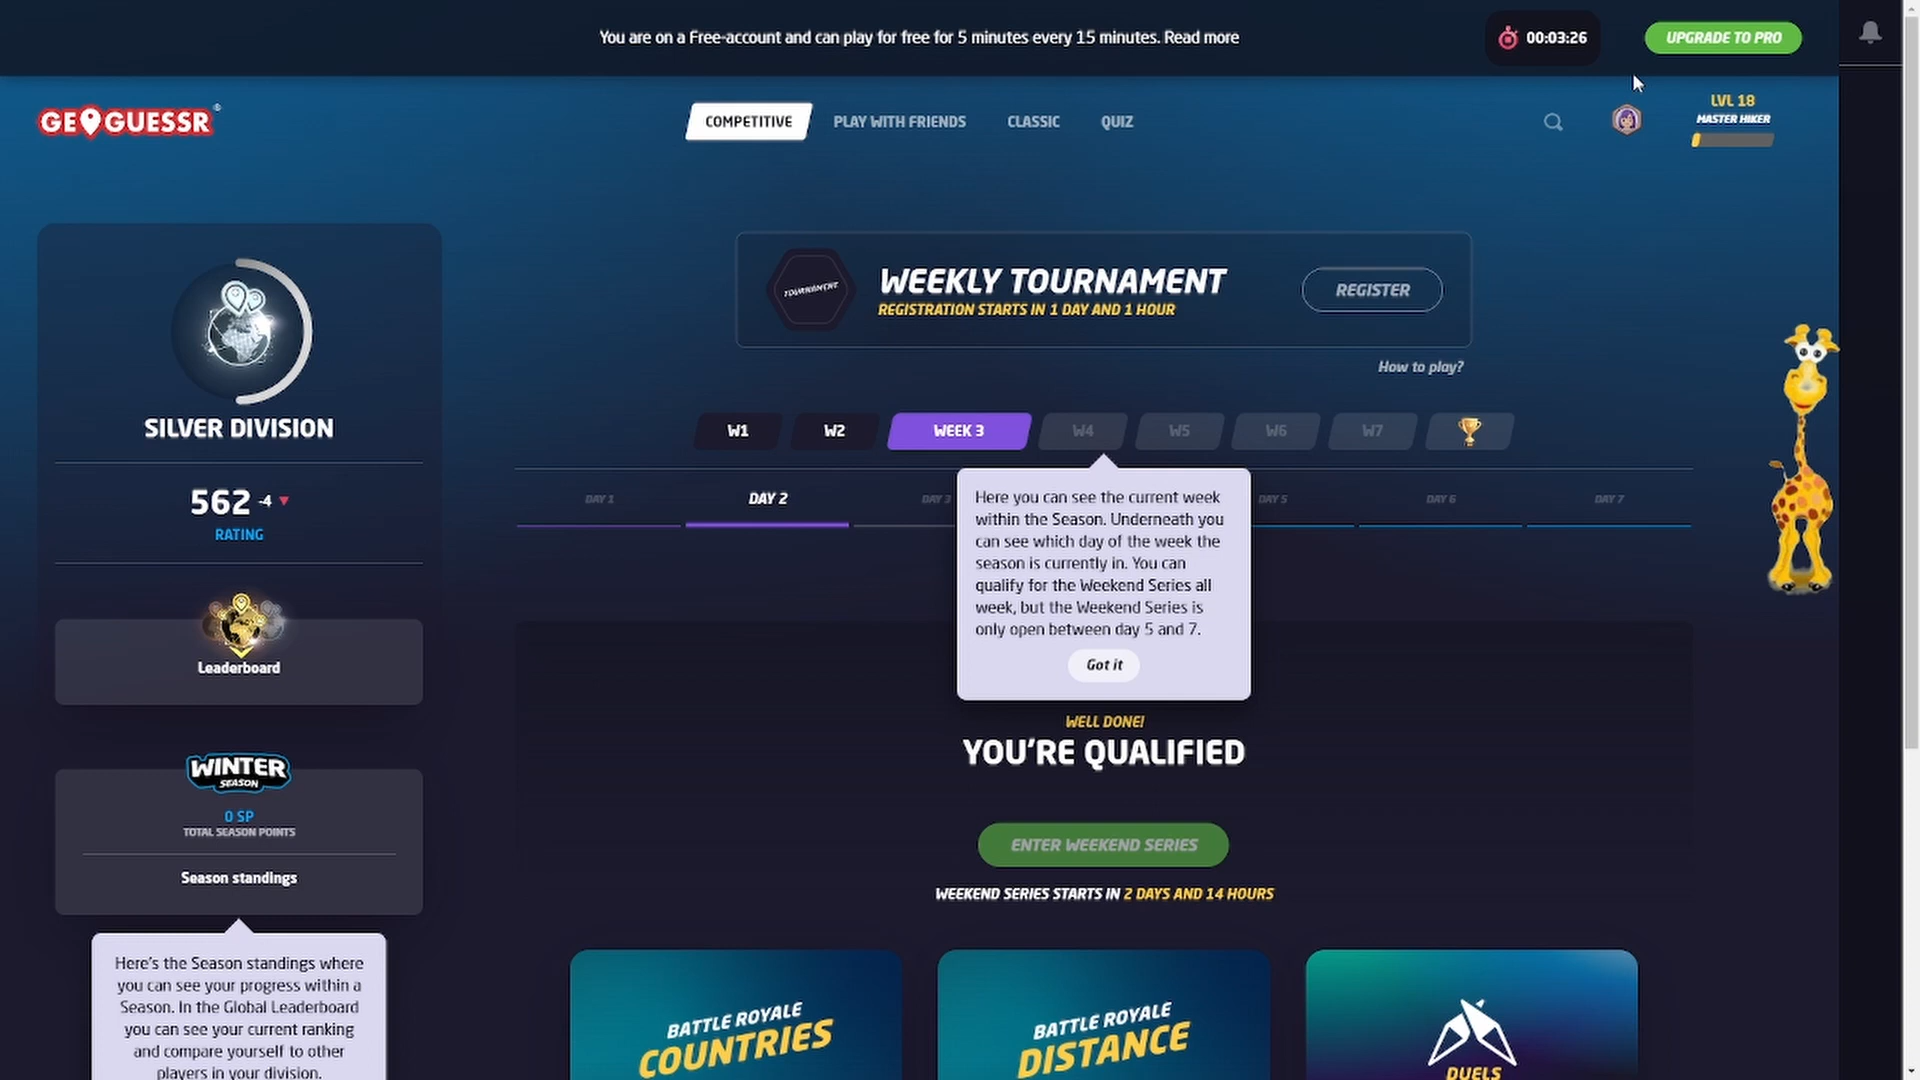 You are on a Free-account and can play for free for 5 minutes every 15 minutes. Read more
00:03:26
UPGRADE TO PRO
GEOGUESSR
COMPETITIVE
PLAY WITH FRIENDS
CLASSIC
QUIZ
LVL 18
MASTER HIKER
SILVER DIVISION
562 -4
RATING
Leaderboard
WINTER
SEASON
0 SP
TOTAL SEASON POINTS
Season standings
Here's the Season standings where
you can see your progress within a
Season. In the Global Leaderboard
you can see your current ranking
and compare yourself to other
players in your division.
TOURNAMENT
WEEKLY TOURNAMENT
REGISTRATION STARTS IN 1 DAY AND 1 HOUR
REGISTER
How to play?
W1
W2
WEEK 3
W4
W5
W6
W7
DAY 1
DAY 2
DAY 3
DAY 5
DAY 6
DAY 7
Here you can see the current week
within the Season. Underneath you
can see which day of the week the
season is currently in. You can
qualify for the Weekend Series all
week, but the Weekend Series is
only open between day 5 and 7.
Got it
WELL DONE!
YOU'RE QUALIFIED
ENTER WEEKEND SERIES
WEEKEND SERIES STARTS IN 2 DAYS AND 14 HOURS
BATTLE ROYALE
COUNTRIES
BATTLE ROYALE
DISTANCE
DUELS